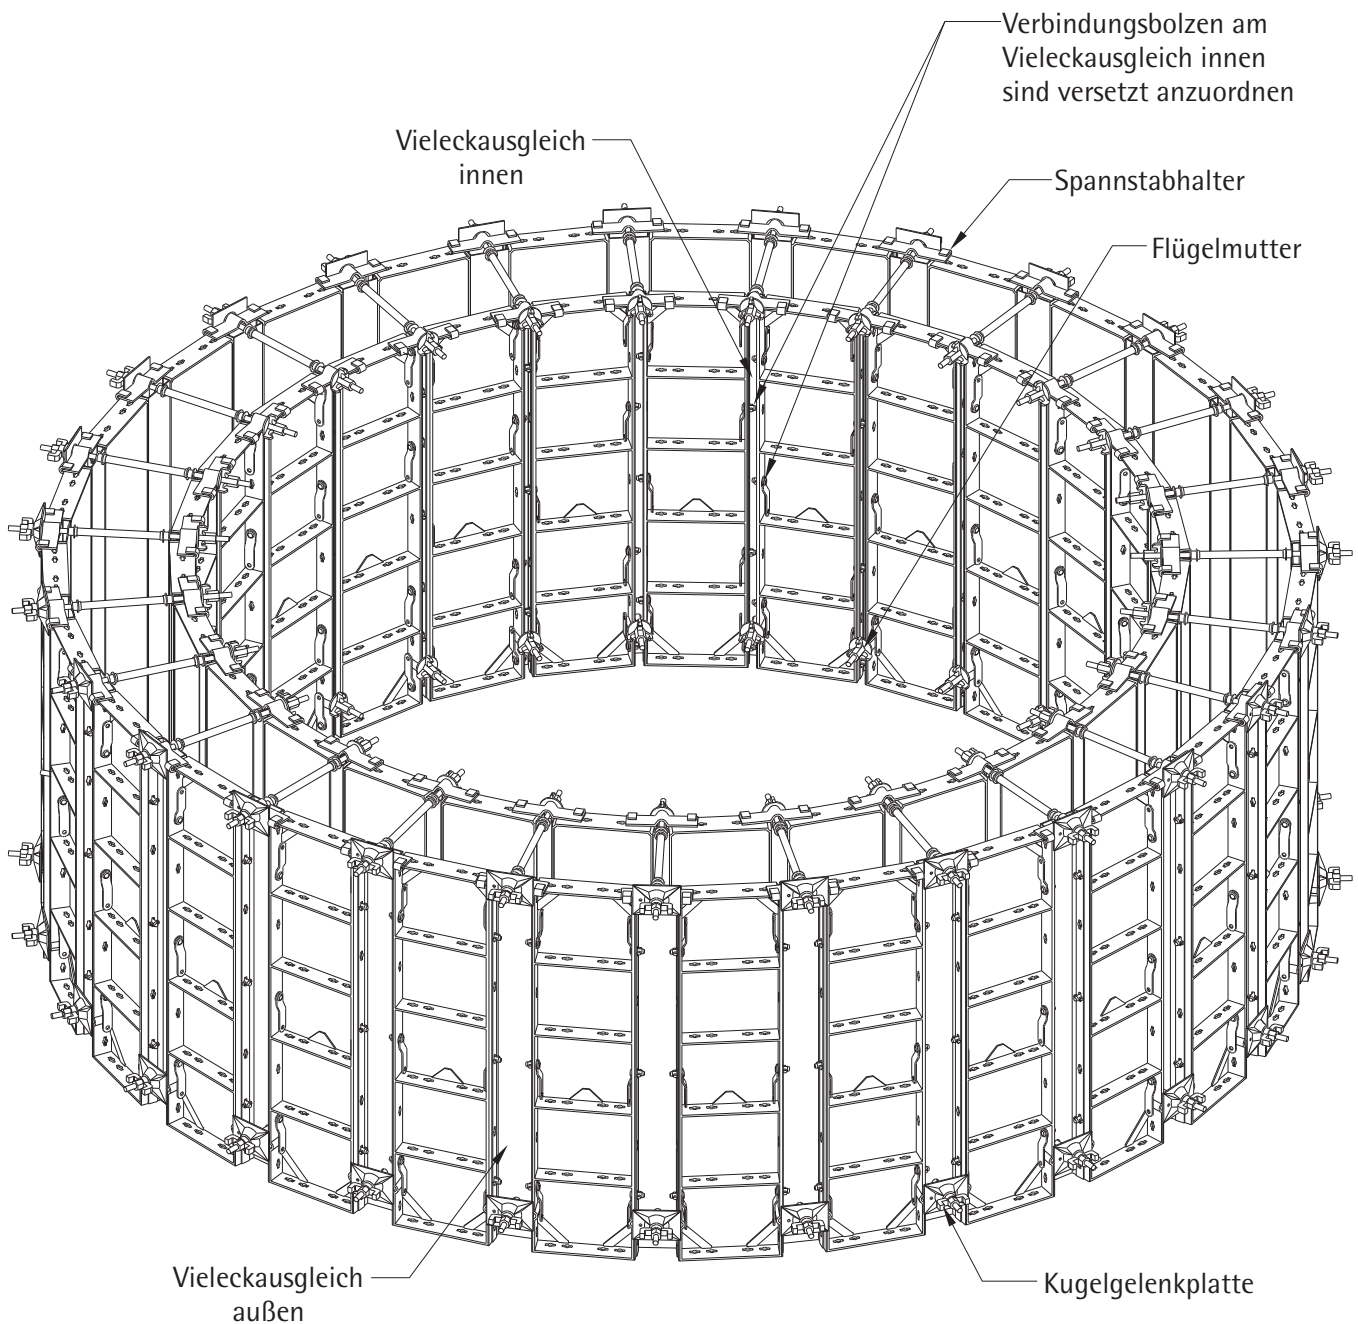 Verbindungsbolzen am
Vieleckausgleich innen
sind versetzt anzuordnen
Vieleckausgleich
innen
Spannstabhalter
Flügelmutter
Vieleckausgleich
außen
Kugelgelenkplatte